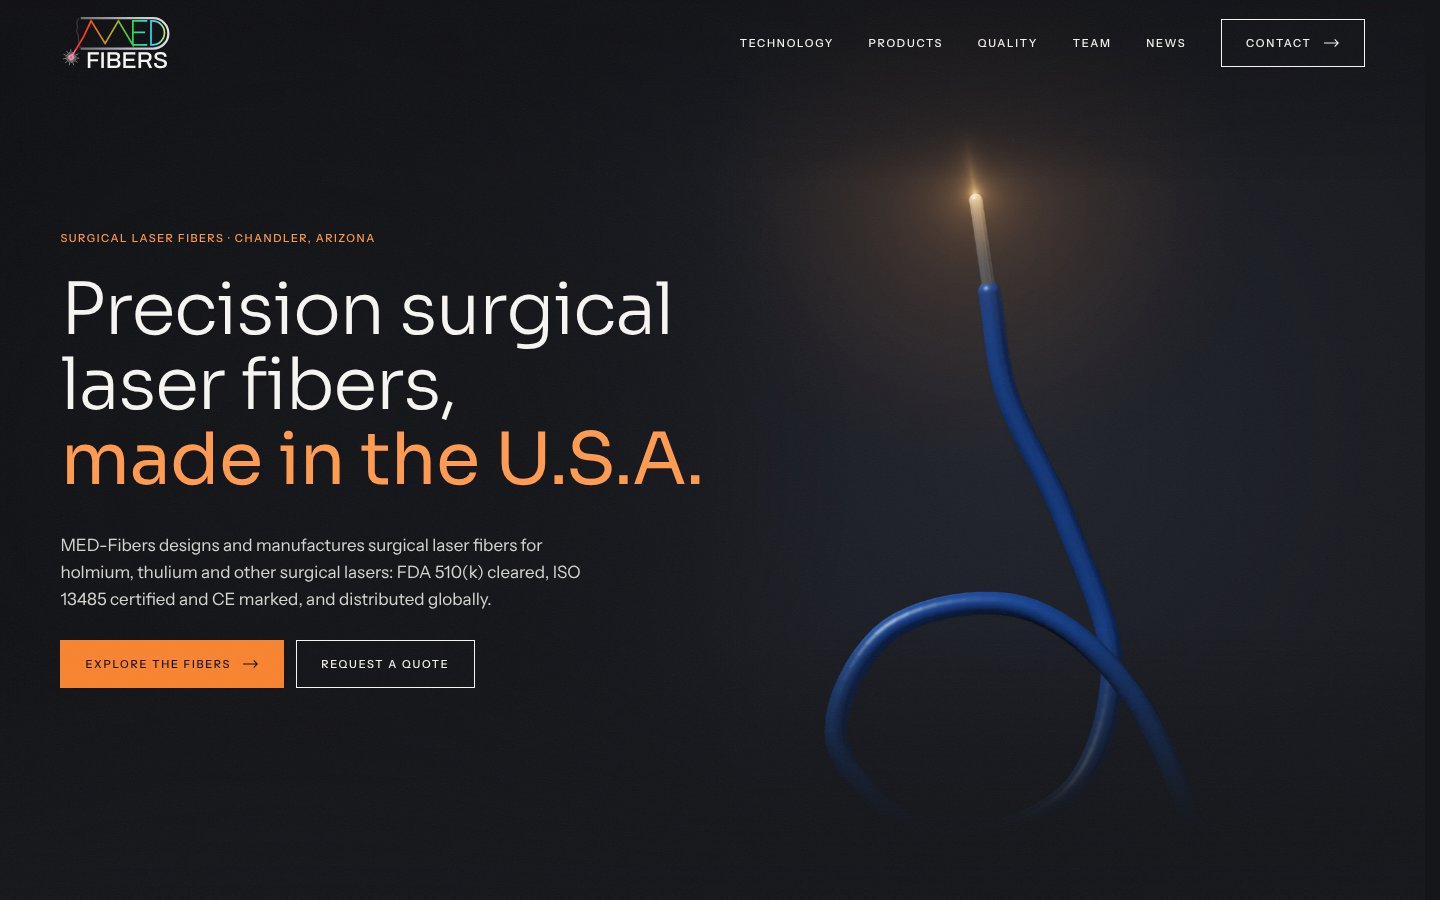 MED
FIBERS
TECHNOLOGY PRODUCTS QUALITY TEAM NEWS CONTACT →
SURGICAL LASER FIBERS · CHANDLER, ARIZONA
Precision surgical
laser fibers,
made in the U.S.A.
MED-Fibers designs and manufactures surgical laser fibers for
holmium, thulium and other surgical lasers: FDA 510(k) cleared, ISO
13485 certified and CE marked, and distributed globally.
EXPLORE THE FIBERS → REQUEST A QUOTE